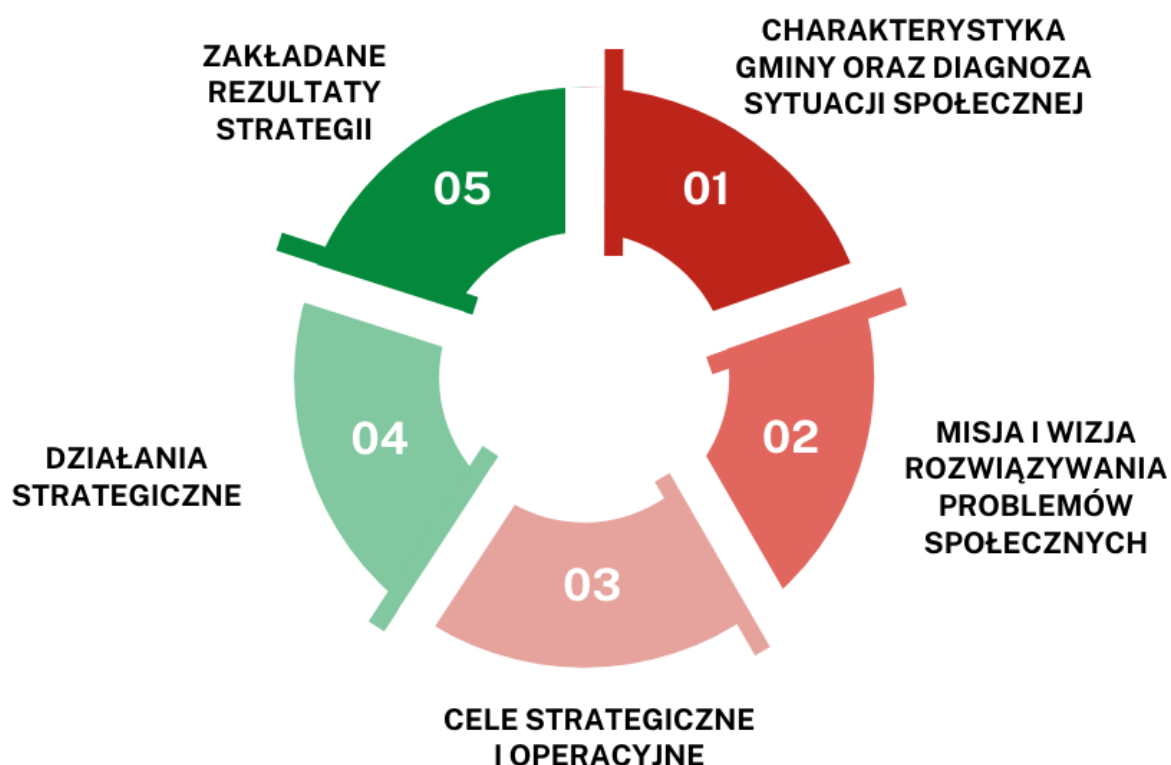 01
CHARAKTERYSTYKA
GMINY ORAZ DIAGNOZA
SYTUACJI SPOŁECZNEJ
02
MISJA I WIZJA
ROZWIĄZYWANIA
PROBLEMÓW
SPOŁECZNYCH
03
CELE STRATEGICZNE
I OPERACYJNE
04
DZIAŁANIA
STRATEGICZNE
05
ZAKŁADANE
REZULTATY
STRATEGII